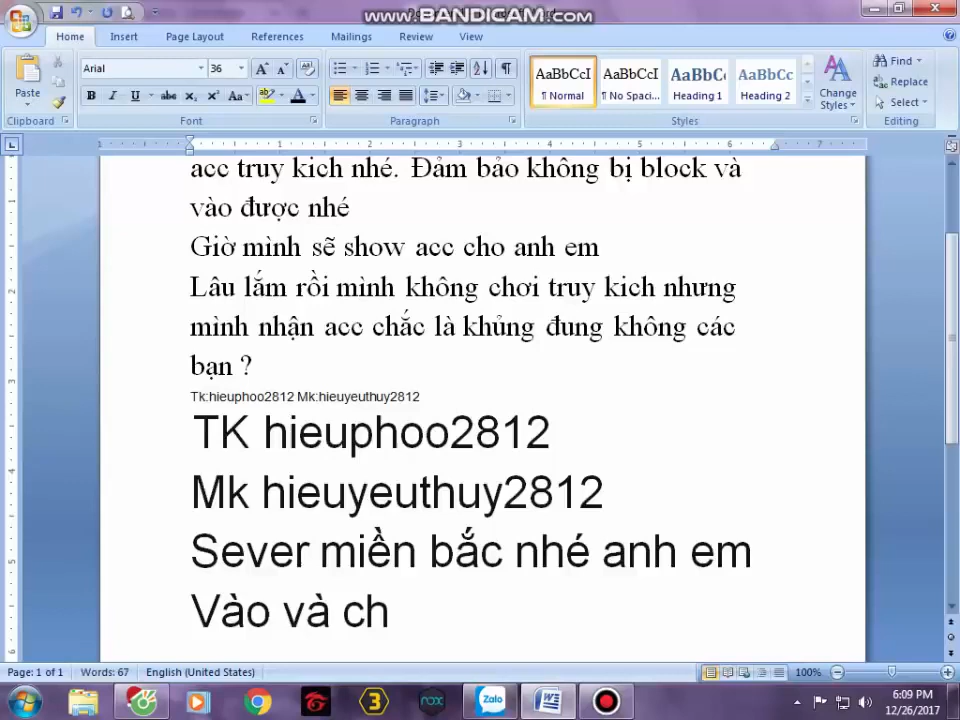 www.BANDICAM.com
Home Insert Page Layout References Mailings Review View
Arial 36
AaBbCcI AaBbCcI AaBbC AaBbCc
Paste
¶ Normal ¶ No Spaci... Heading 1 Heading 2
Change Styles
Find
Replace
Select
Clipboard Font Paragraph Styles Editing
acc truy kich nhé. Đảm bảo không bị block và
vào được nhé
Giờ mình sẽ show acc cho anh em
Lâu lắm rồi mình không chơi truy kich nhưng
mình nhận acc chắc là khủng đung không các
bạn ?
Tk:hieuphoo2812 Mk:hieuyeuthuy2812
TK hieuphoo2812
Mk hieuyeuthuy2812
Sever miền bắc nhé anh em
Vào và ch
Page: 1 of 1 Words: 67 English (United States) 100%
Zalo
6:09 PM
12/26/2017